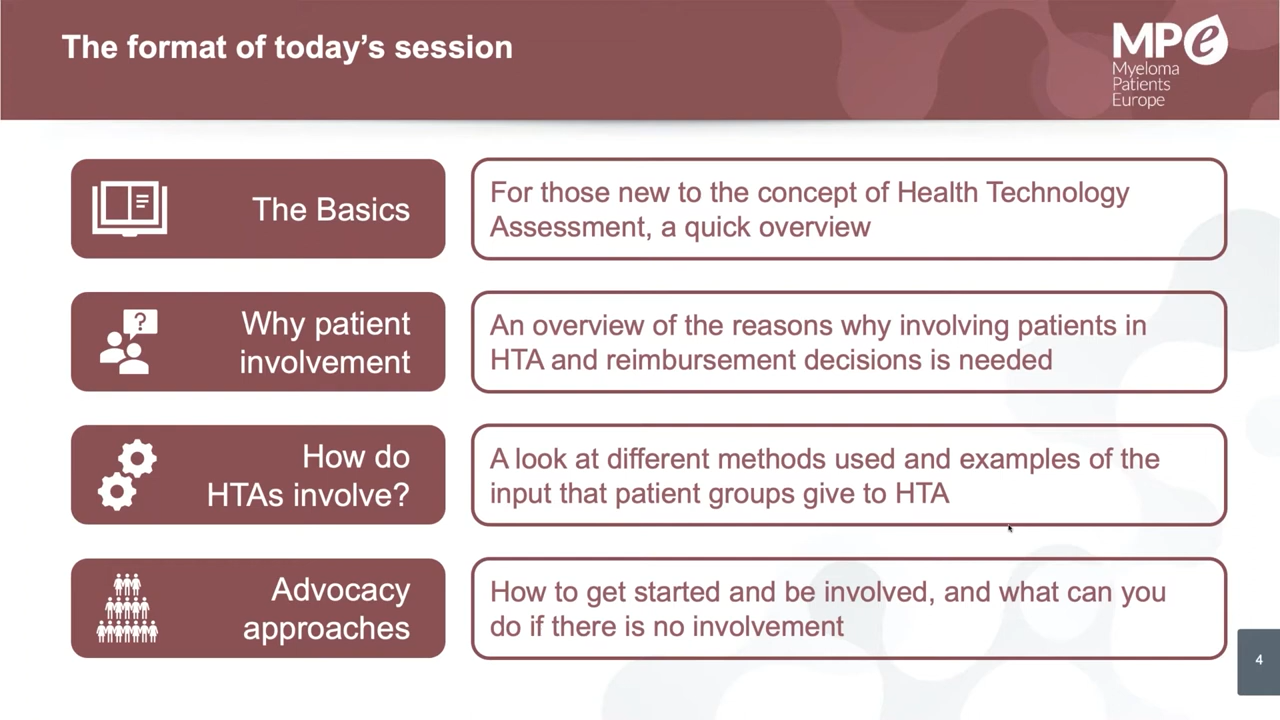 The format of today's session
MPe
Myeloma
Patients
Europe
The Basics
For those new to the concept of Health Technology
Assessment, a quick overview
?
Why patient
involvement
An overview of the reasons why involving patients in
HTA and reimbursement decisions is needed
How do
HTAs involve?
A look at different methods used and examples of the
input that patient groups give to HTA
Advocacy
approaches
How to get started and be involved, and what can you
do if there is no involvement
4